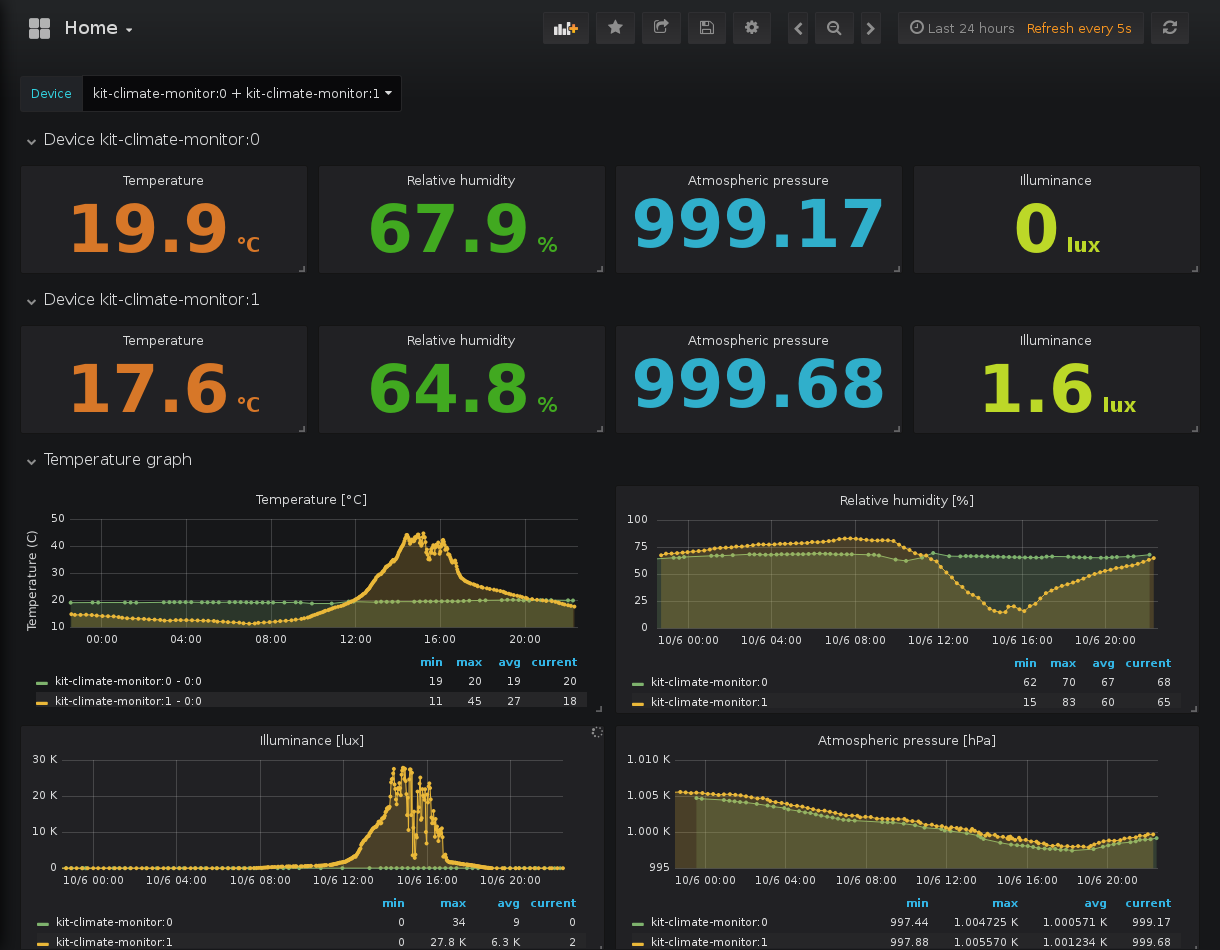 Home
Last 24 hours Refresh every 5s
Device kit-climate-monitor:0 + kit-climate-monitor:1
Device kit-climate-monitor:0
Temperature Relative humidity Atmospheric pressure Illuminance
19.9 °C 67.9 % 999.17 0 lux
Device kit-climate-monitor:1
Temperature Relative humidity Atmospheric pressure Illuminance
17.6 °C 64.8 % 999.68 1.6 lux
Temperature graph
Temperature [°C]
Temperature (C)
50
40
30
20
10
00:00 04:00 08:00 12:00 16:00 20:00
min max avg current
kit-climate-monitor:0 - 0:0 19 20 19 20
kit-climate-monitor:1 - 0:0 11 45 27 18
Relative humidity [%]
100
75
50
25
0
10/6 00:00 10/6 04:00 10/6 08:00 10/6 12:00 10/6 16:00 10/6 20:00
min max avg current
kit-climate-monitor:0 62 70 67 68
kit-climate-monitor:1 15 83 60 65
Illuminance [lux]
30 K
20 K
10 K
0
10/6 00:00 10/6 04:00 10/6 08:00 10/6 12:00 10/6 16:00 10/6 20:00
min max avg current
kit-climate-monitor:0 0 34 9 0
kit-climate-monitor:1 0 27.8 K 6.3 K 2
Atmospheric pressure [hPa]
1.010 K
1.005 K
1.000 K
995
10/6 00:00 10/6 04:00 10/6 08:00 10/6 12:00 10/6 16:00 10/6 20:00
min max avg current
kit-climate-monitor:0 997.44 1.004725 K 1.000571 K 999.17
kit-climate-monitor:1 997.88 1.005570 K 1.001234 K 999.68